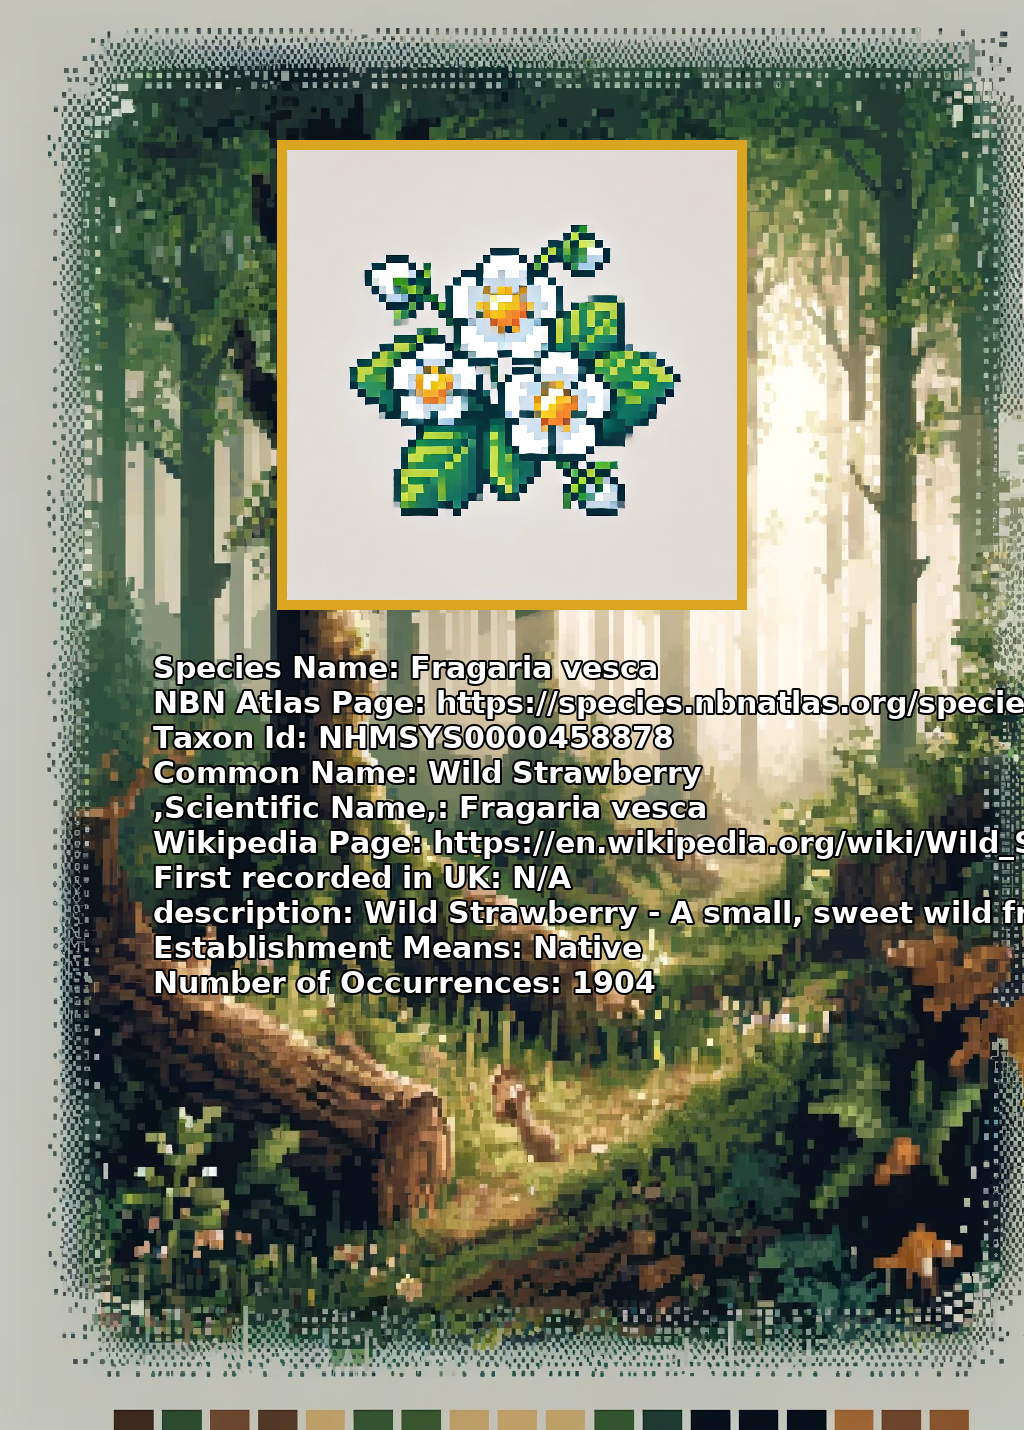 Species Name: Fragaria vesca
NBN Atlas Page: https://species.nbnatlas.org/specie
Taxon Id: NHMSYS0000458878
Common Name: Wild Strawberry
,Scientific Name,: Fragaria vesca
Wikipedia Page: https://en.wikipedia.org/wiki/Wild_S
First recorded in UK: N/A
description: Wild Strawberry - A small, sweet wild fr
Establishment Means: Native
Number of Occurrences: 1904